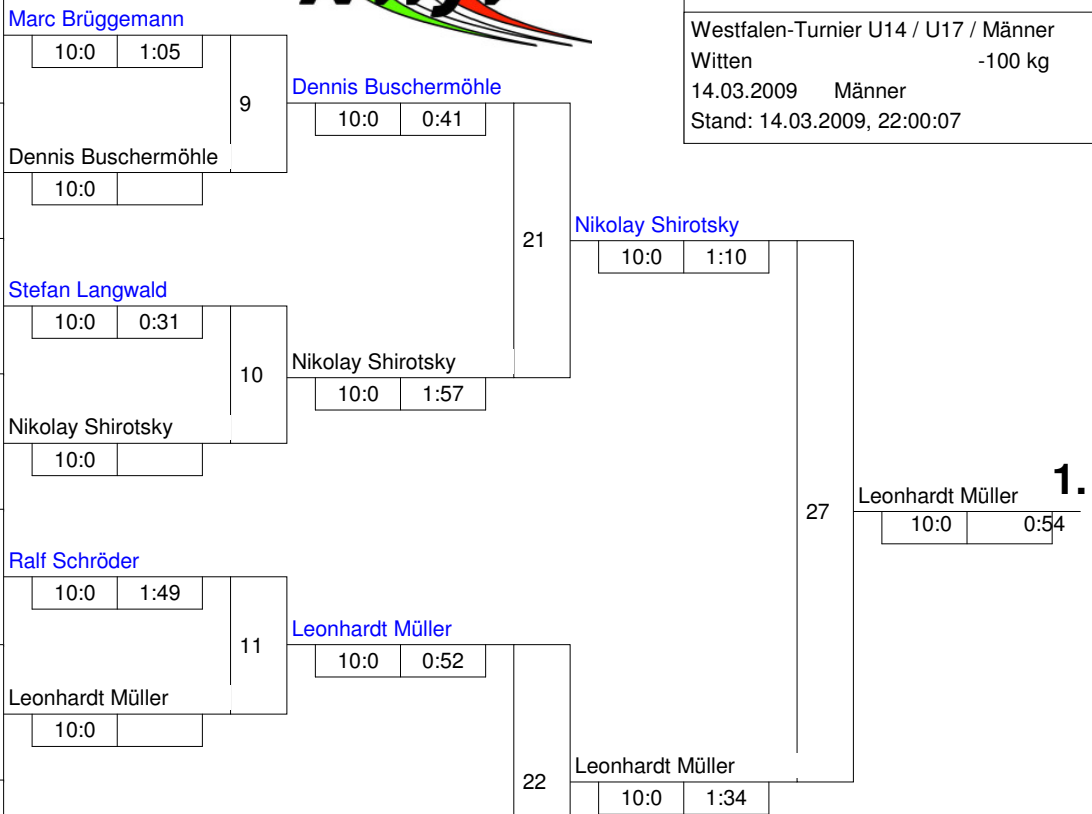 Westfalen-Turnier U14 / U17 / Männer
Witten -100 kg
14.03.2009 Männer
Stand: 14.03.2009, 22:00:07
Marc Brüggemann
10:0 1:05
9
Dennis Buschermöhle
10:0
Dennis Buschermöhle
10:0 0:41
21
Stefan Langwald
10:0 0:31
10
Nikolay Shirotsky
10:0
Nikolay Shirotsky
10:0 1:57
Nikolay Shirotsky
10:0 1:10
27
Ralf Schröder
10:0 1:49
11
Leonhardt Müller
10:0
Leonhardt Müller
10:0 0:52
22
Leonhardt Müller
10:0 1:34
Leonhardt Müller 1.
10:0 0:54